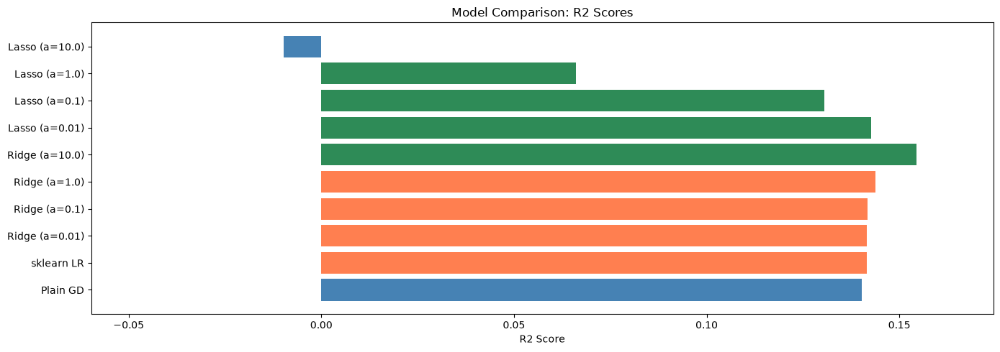 Model Comparison: R2 Scores
Lasso (a=10.0)
Lasso (a=1.0)
Lasso (a=0.1)
Lasso (a=0.01)
Ridge (a=10.0)
Ridge (a=1.0)
Ridge (a=0.1)
Ridge (a=0.01)
sklearn LR
Plain GD
−0.05 0.00 0.05 0.10 0.15
R2 Score